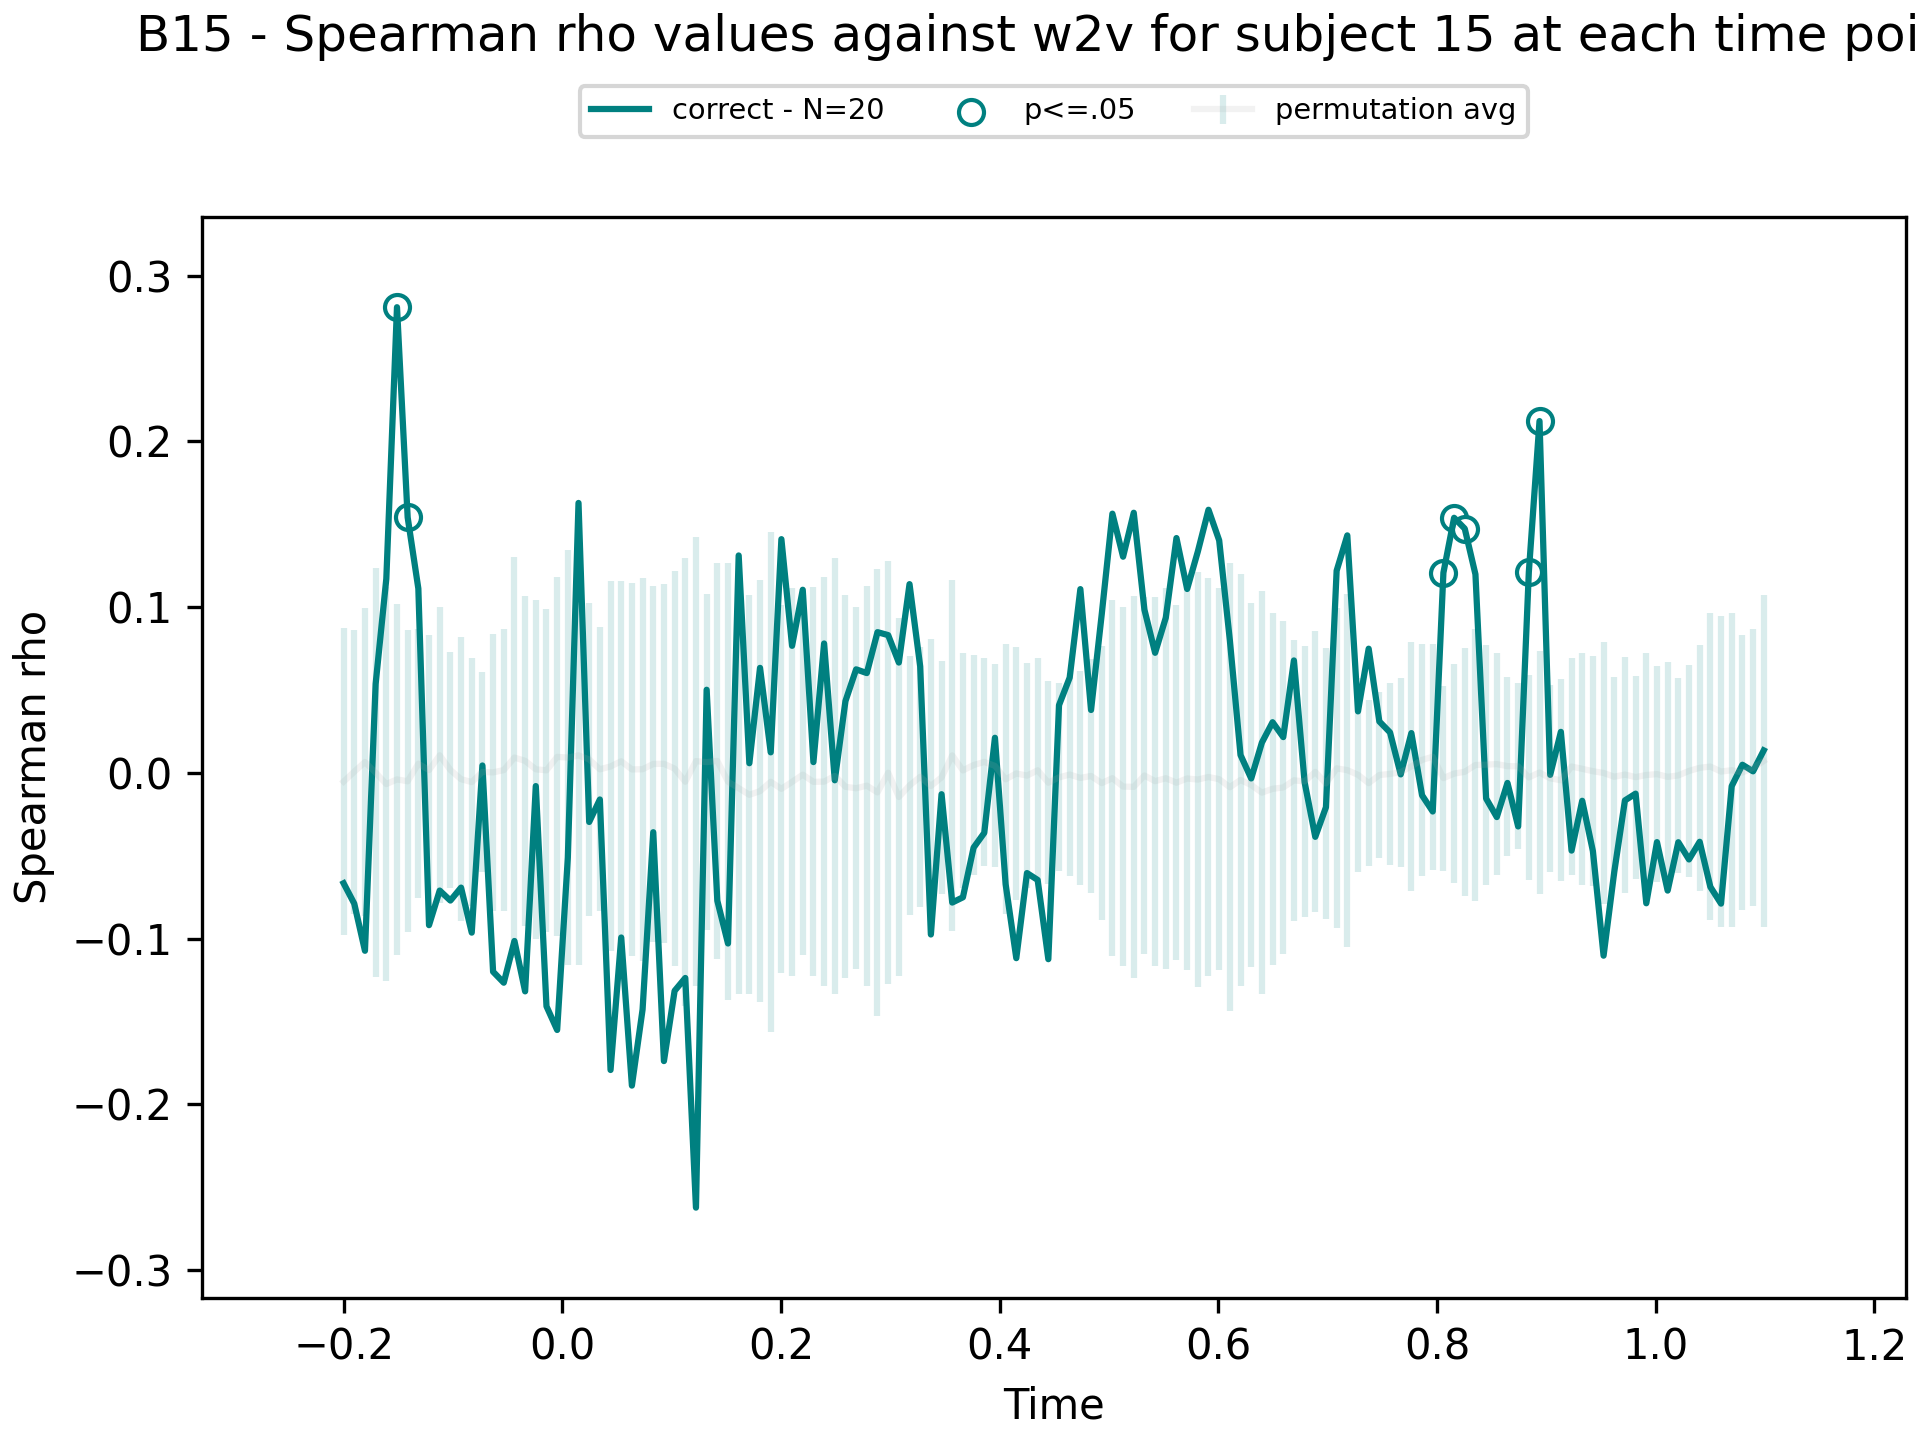 B15 - Spearman rho values against w2v for subject 15 at each time poi
correct - N=20
p<=.05
permutation avg
0.3
0.2
0.1
0.0
−0.1
−0.2
−0.3
Spearman rho
−0.2
0.0
0.2
0.4
0.6
0.8
1.0
1.2
Time